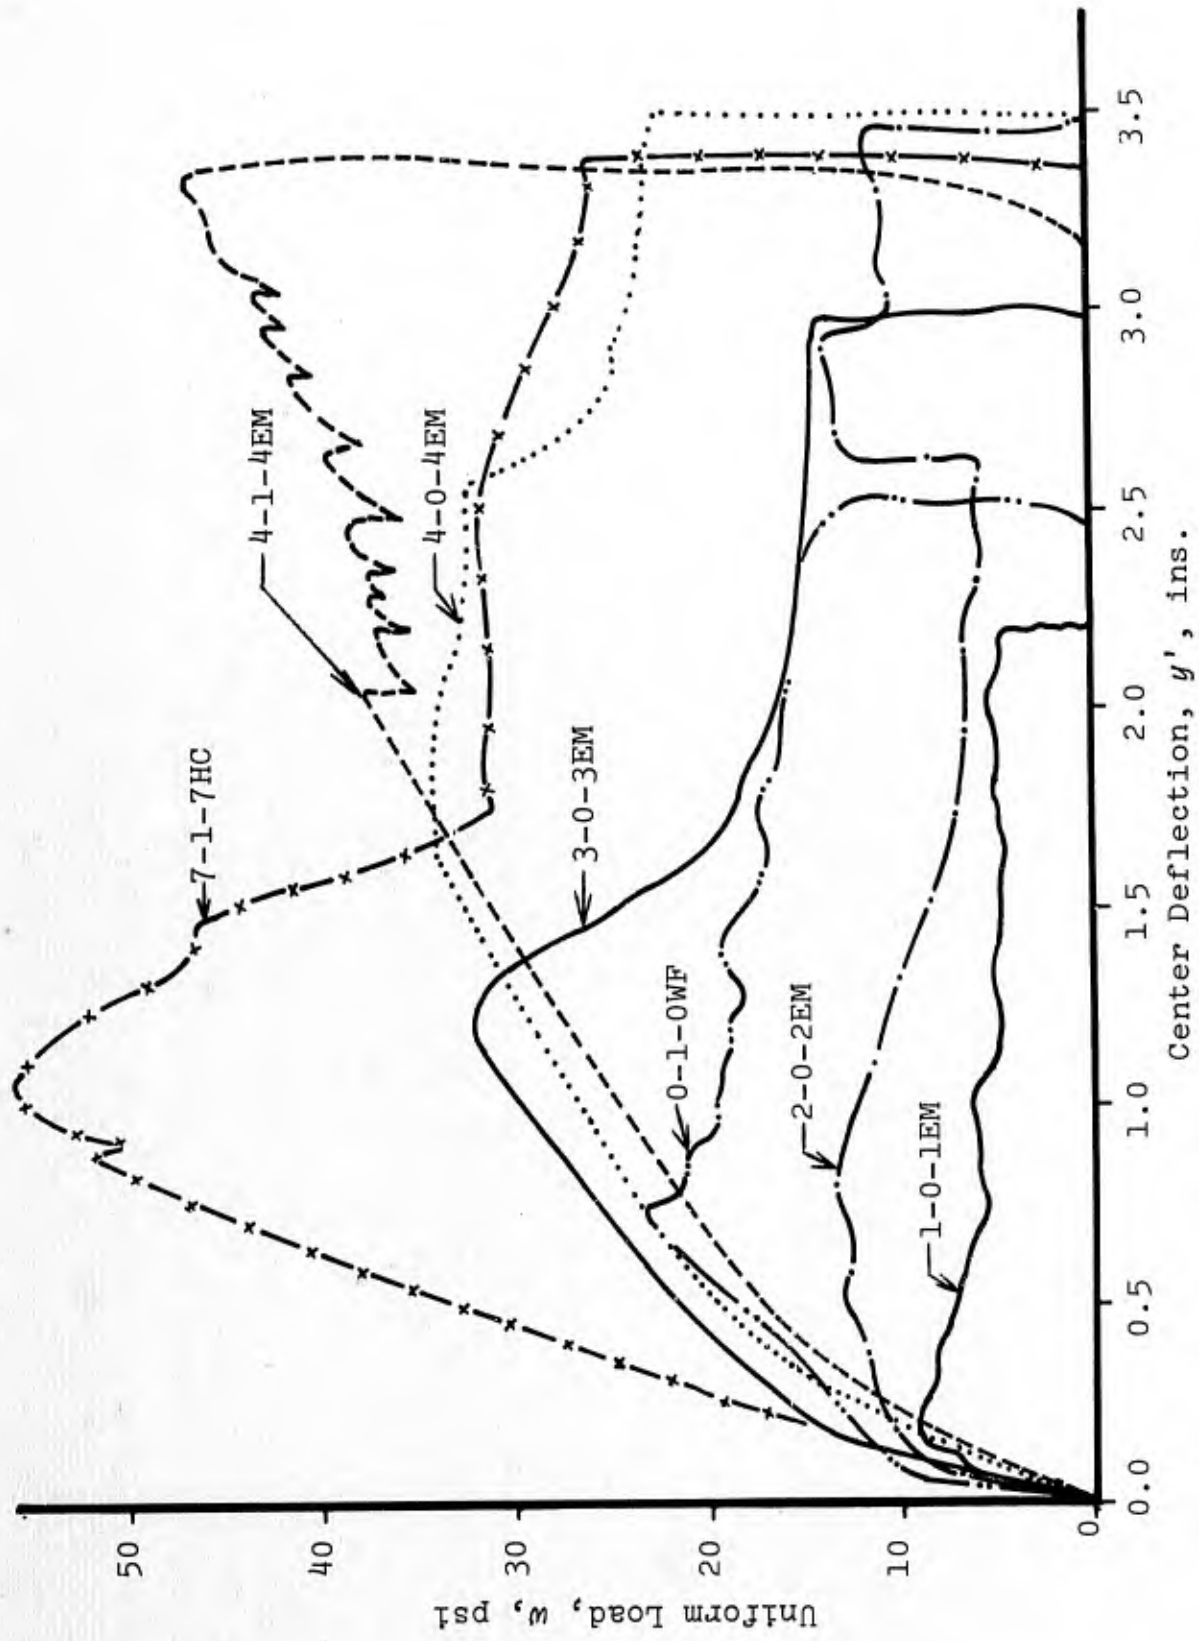 Uniform Load, w, psi
50
40
30
20
10
0
0.0
0.5
1.0
1.5
2.0
2.5
3.0
3.5
Center Deflection, y', ins.
7-1-7HC
4-1-4EM
4-0-4EM
3-0-3EM
0-1-0WF
2-0-2EM
1-0-1EM